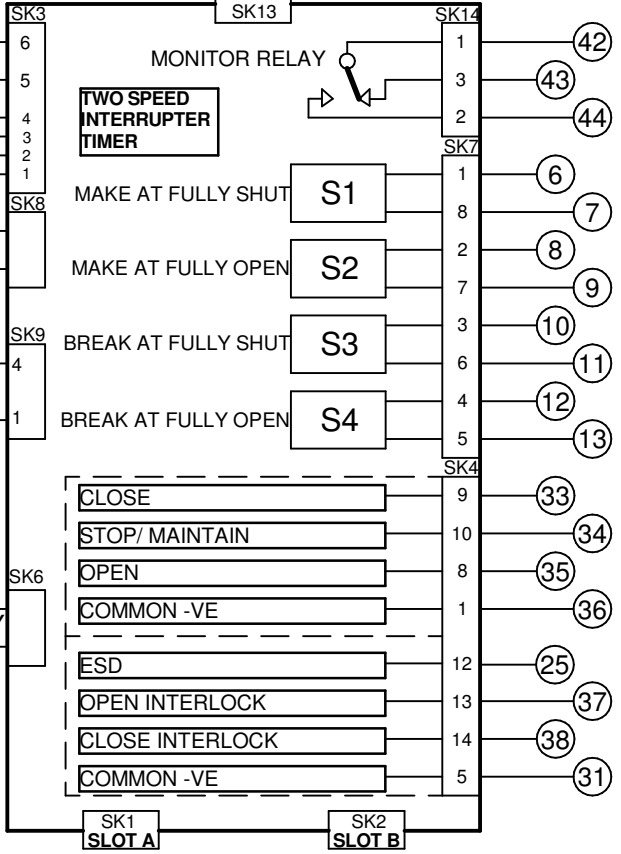 SK3
SK13
SK14
6
5
4
3
2
1
TWO SPEED
INTERRUPTER
TIMER
MONITOR RELAY
1
42
3
43
2
44
SK7
SK8
MAKE AT FULLY SHUT
S1
1
6
8
7
MAKE AT FULLY OPEN
S2
2
8
7
9
SK9
4
1
BREAK AT FULLY SHUT
S3
3
10
6
11
BREAK AT FULLY OPEN
S4
4
12
5
13
SK4
CLOSE
9
33
STOP/ MAINTAIN
10
34
SK6
OPEN
8
35
COMMON -VE
1
36
ESD
12
25
OPEN INTERLOCK
13
37
CLOSE INTERLOCK
14
38
COMMON -VE
5
31
SK1
SLOT A
SK2
SLOT B